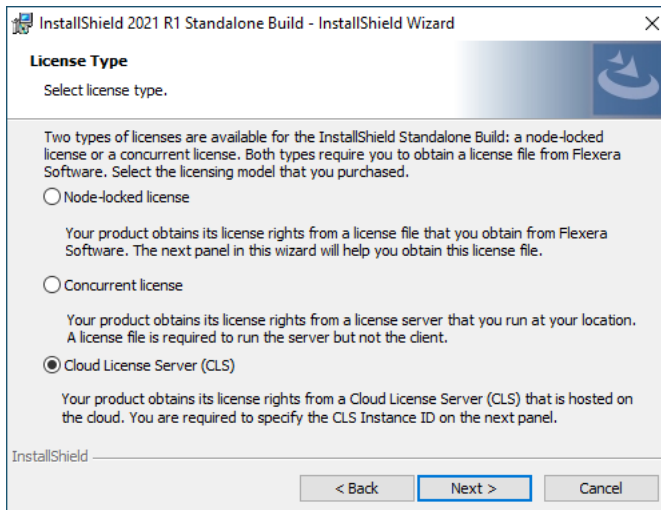 InstallShield 2021 R1 Standalone Build - InstallShield Wizard
License Type
Select license type.
Two types of licenses are available for the InstallShield Standalone Build: a node-locked
license or a concurrent license. Both types require you to obtain a license file from Flexera
Software. Select the licensing model that you purchased.
Node-locked license
Your product obtains its license rights from a license file that you obtain from Flexera
Software. The next panel in this wizard will help you obtain this license file.
Concurrent license
Your product obtains its license rights from a license server that you run at your location.
A license file is required to run the server but not the client.
Cloud License Server (CLS)
Your product obtains its license rights from a Cloud License Server (CLS) that is hosted on
the cloud. You are required to specify the CLS Instance ID on the next panel.
InstallShield
< Back
Next >
Cancel